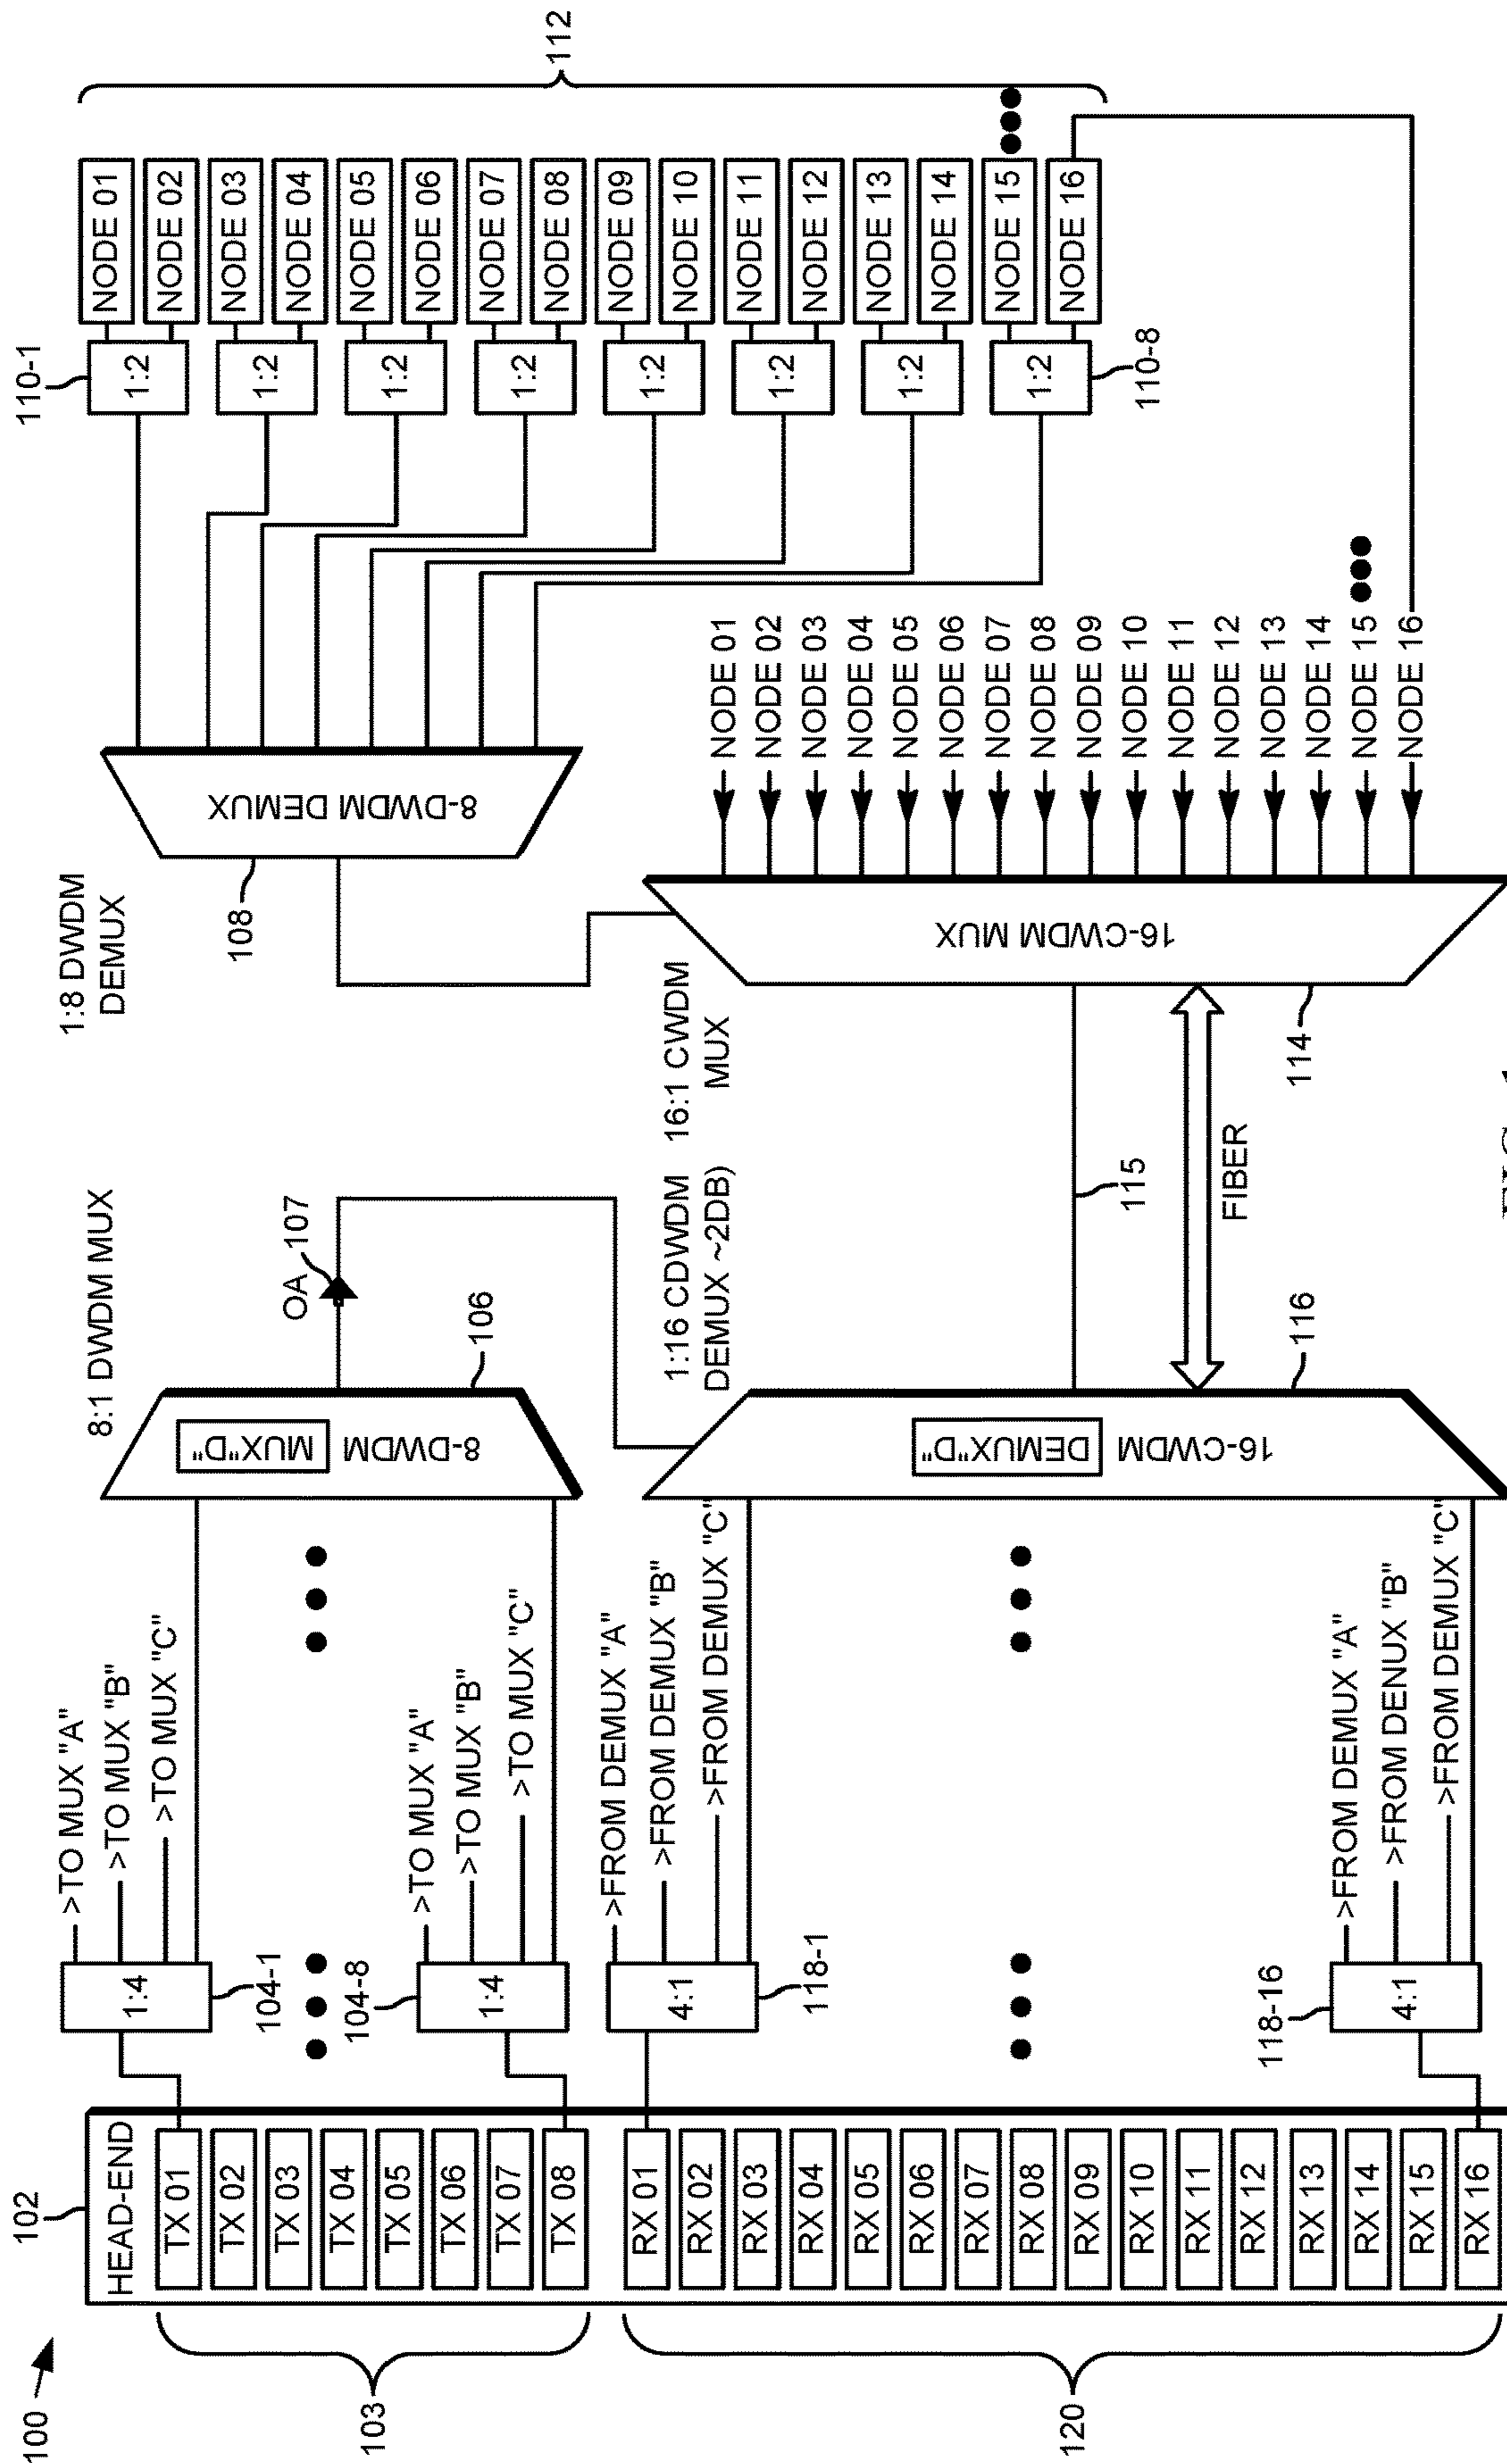 100
102
HEAD-END
TX 01
TX 02
TX 03
TX 04
TX 05
TX 06
TX 07
TX 08
103
RX 01
RX 02
RX 03
RX 04
RX 05
RX 06
RX 07
RX 08
RX 09
RX 10
RX 11
RX 12
RX 13
RX 14
RX 15
RX 16
120
1:4
104-1
>TO MUX "A"
>TO MUX "B"
>TO MUX "C"
1:4
104-8
>TO MUX "A"
>TO MUX "B"
>TO MUX "C"
4:1
118-1
>FROM DEMUX "A"
>FROM DEMUX "B"
>FROM DEMUX "C"
4:1
118-16
>FROM DEMUX "A"
>FROM DENUX "B"
>FROM DEMUX "C"
8:1 DWDM MUX
8-DWDM
MUX"D"
106
OA
107
1:16 CDWDM
DEMUX ~2DB)
16-CWDM
DEMUX"D"
116
115
FIBER
16:1 CWDM
MUX
16-CWDM MUX
114
1:8 DWDM
DEMUX
108
8-DWDM DEMUX
NODE 01
NODE 02
NODE 03
NODE 04
NODE 05
NODE 06
NODE 07
NODE 08
NODE 09
NODE 10
NODE 11
NODE 12
NODE 13
NODE 14
NODE 15
NODE 16
110-1
1:2
1:2
1:2
1:2
1:2
1:2
1:2
1:2
110-8
NODE 01
NODE 02
NODE 03
NODE 04
NODE 05
NODE 06
NODE 07
NODE 08
NODE 09
NODE 10
NODE 11
NODE 12
NODE 13
NODE 14
NODE 15
NODE 16
112